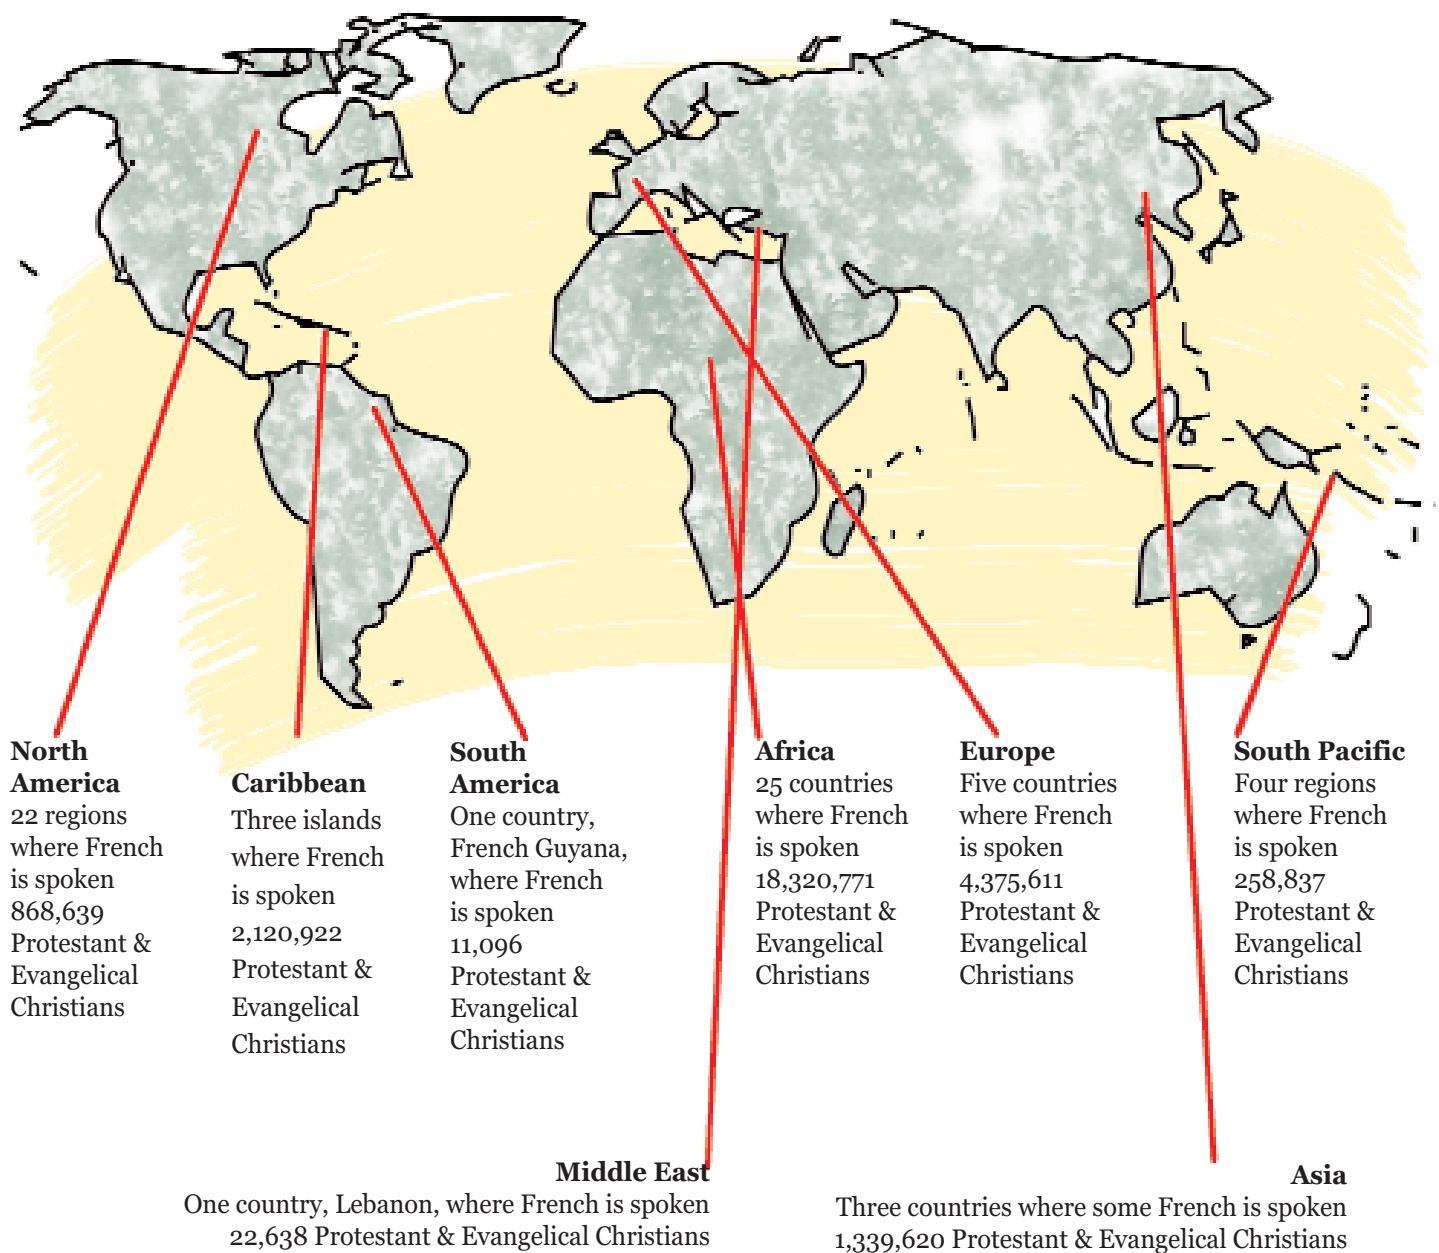 North
America
22 regions
where French
is spoken
868,639
Protestant &
Evangelical
Christians
Caribbean
Three islands
where French
is spoken
2,120,922
Protestant &
Evangelical
Christians
South
America
One country,
French Guyana,
where French
is spoken
11,096
Protestant &
Evangelical
Christians
Africa
25 countries
where French
is spoken
18,320,771
Protestant &
Evangelical
Christians
Europe
Five countries
where French
is spoken
4,375,611
Protestant &
Evangelical
Christians
South Pacific
Four regions
where French
is spoken
258,837
Protestant &
Evangelical
Christians
Middle East
One country, Lebanon, where French is spoken
22,638 Protestant & Evangelical Christians
Asia
Three countries where some French is spoken
1,339,620 Protestant & Evangelical Christians